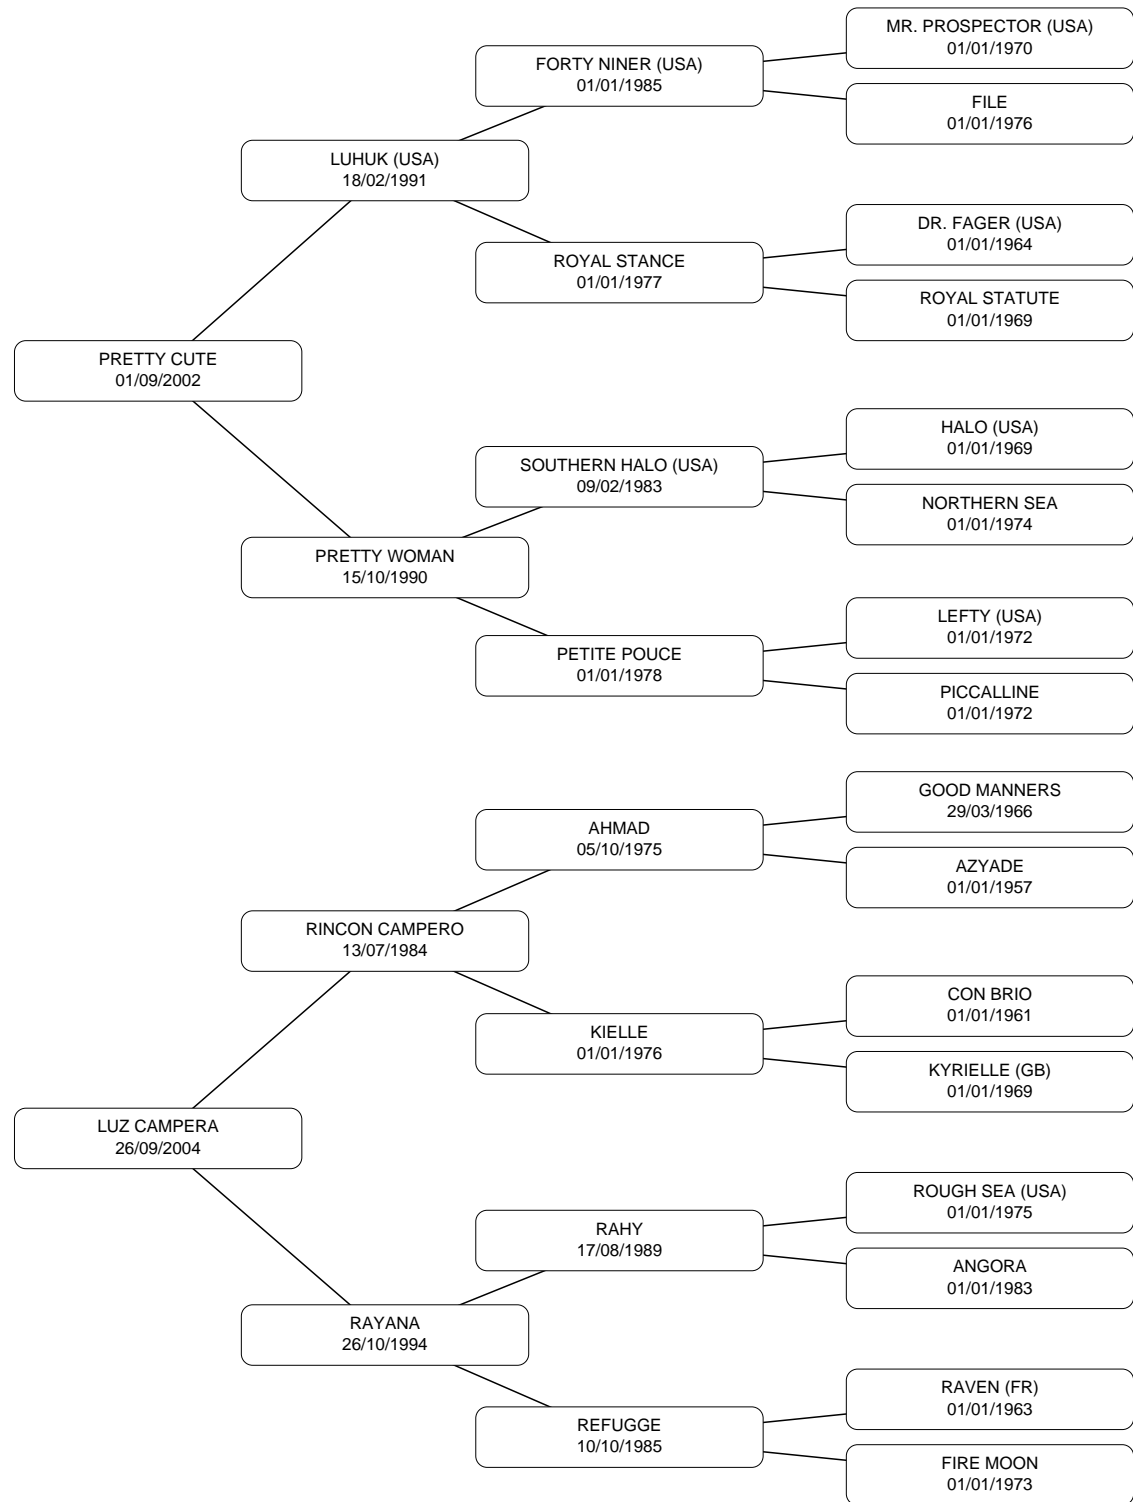 MR. PROSPECTOR (USA)
01/01/1970
FORTY NINER (USA)
01/01/1985
FILE
01/01/1976
LUHUK (USA)
18/02/1991
DR. FAGER (USA)
01/01/1964
ROYAL STANCE
01/01/1977
ROYAL STATUTE
01/01/1969
PRETTY CUTE
01/09/2002
HALO (USA)
01/01/1969
SOUTHERN HALO (USA)
09/02/1983
NORTHERN SEA
01/01/1974
PRETTY WOMAN
15/10/1990
LEFTY (USA)
01/01/1972
PETITE POUCE
01/01/1978
PICCALLINE
01/01/1972
GOOD MANNERS
29/03/1966
AHMAD
05/10/1975
AZYADE
01/01/1957
RINCON CAMPERO
13/07/1984
CON BRIO
01/01/1961
KIELLE
01/01/1976
KYRIELLE (GB)
01/01/1969
LUZ CAMPERA
26/09/2004
ROUGH SEA (USA)
01/01/1975
RAHY
17/08/1989
ANGORA
01/01/1983
RAYANA
26/10/1994
RAVEN (FR)
01/01/1963
REFUGGE
10/10/1985
FIRE MOON
01/01/1973